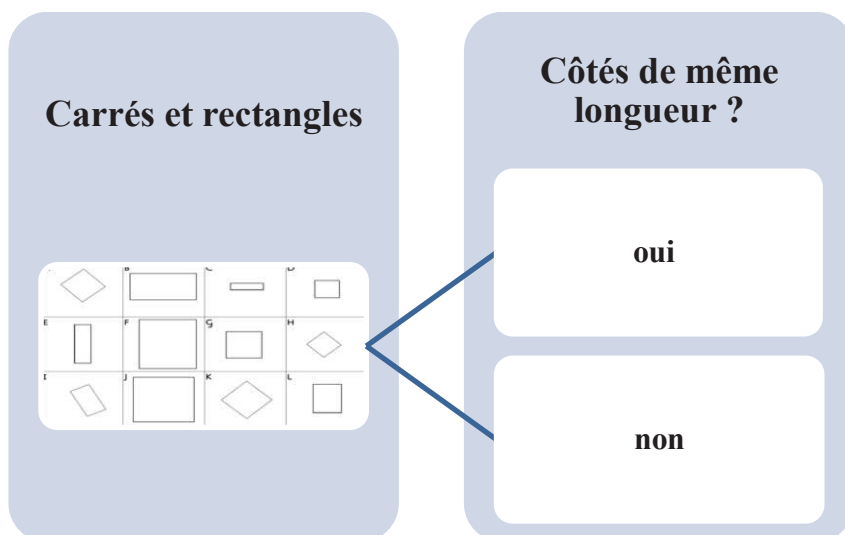 Carrés et rectangles
B C D
E F G H
I J K L
Côtés de même
longueur ?
oui
non